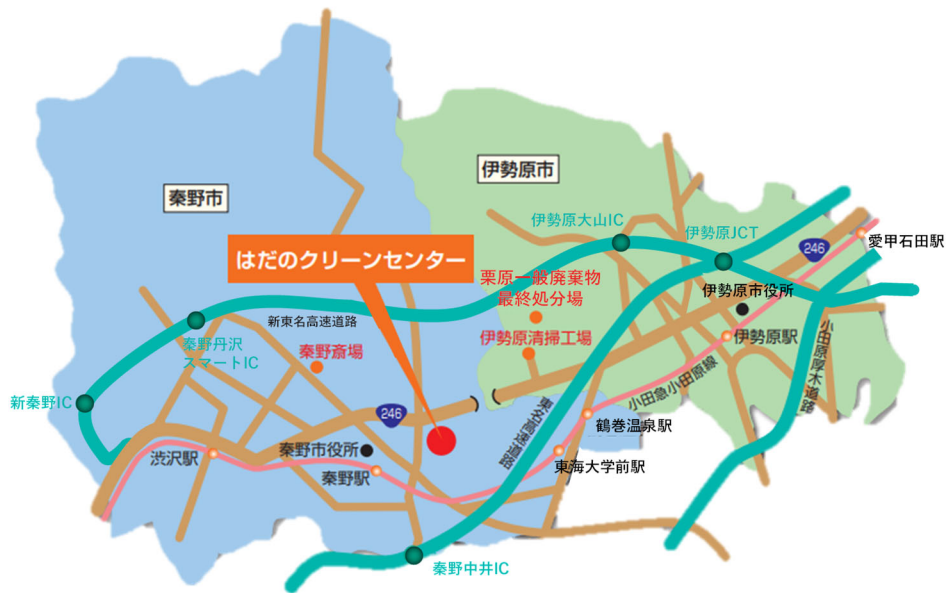 伊勢原市
秦野市
伊勢原大山IC
伊勢原JCT
246
愛甲石田駅
はだのクリーンセンター
栗原一般廃棄物
最終処分場
伊勢原市役所
新東名高速道路
伊勢原清掃工場
伊勢原駅
小田原厚木道路
秦野丹沢
スマートIC
秦野斎場
小田急小田原線
新秦野IC
246
東名高速道路
鶴巻温泉駅
秦野市役所
渋沢駅
東海大学前駅
秦野駅
秦野中井IC